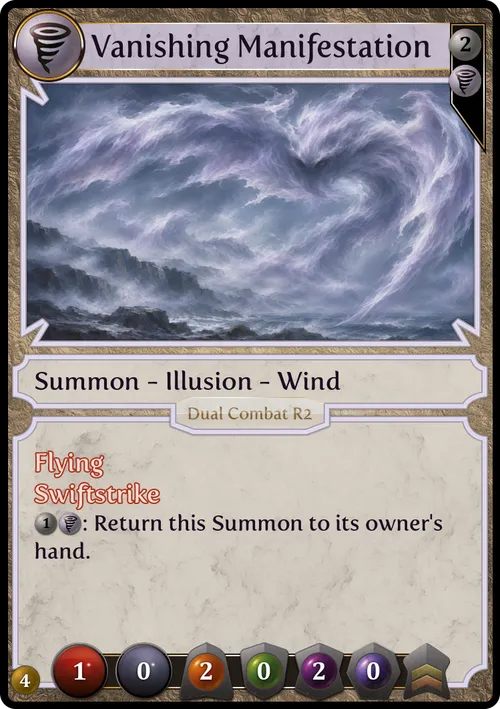 Vanishing Manifestation
2
Summon - Illusion - Wind
Dual Combat R2
Flying
Swiftstrike
1: Return this Summon to its owner's
hand.
4 1* 0* 2 0 2 0